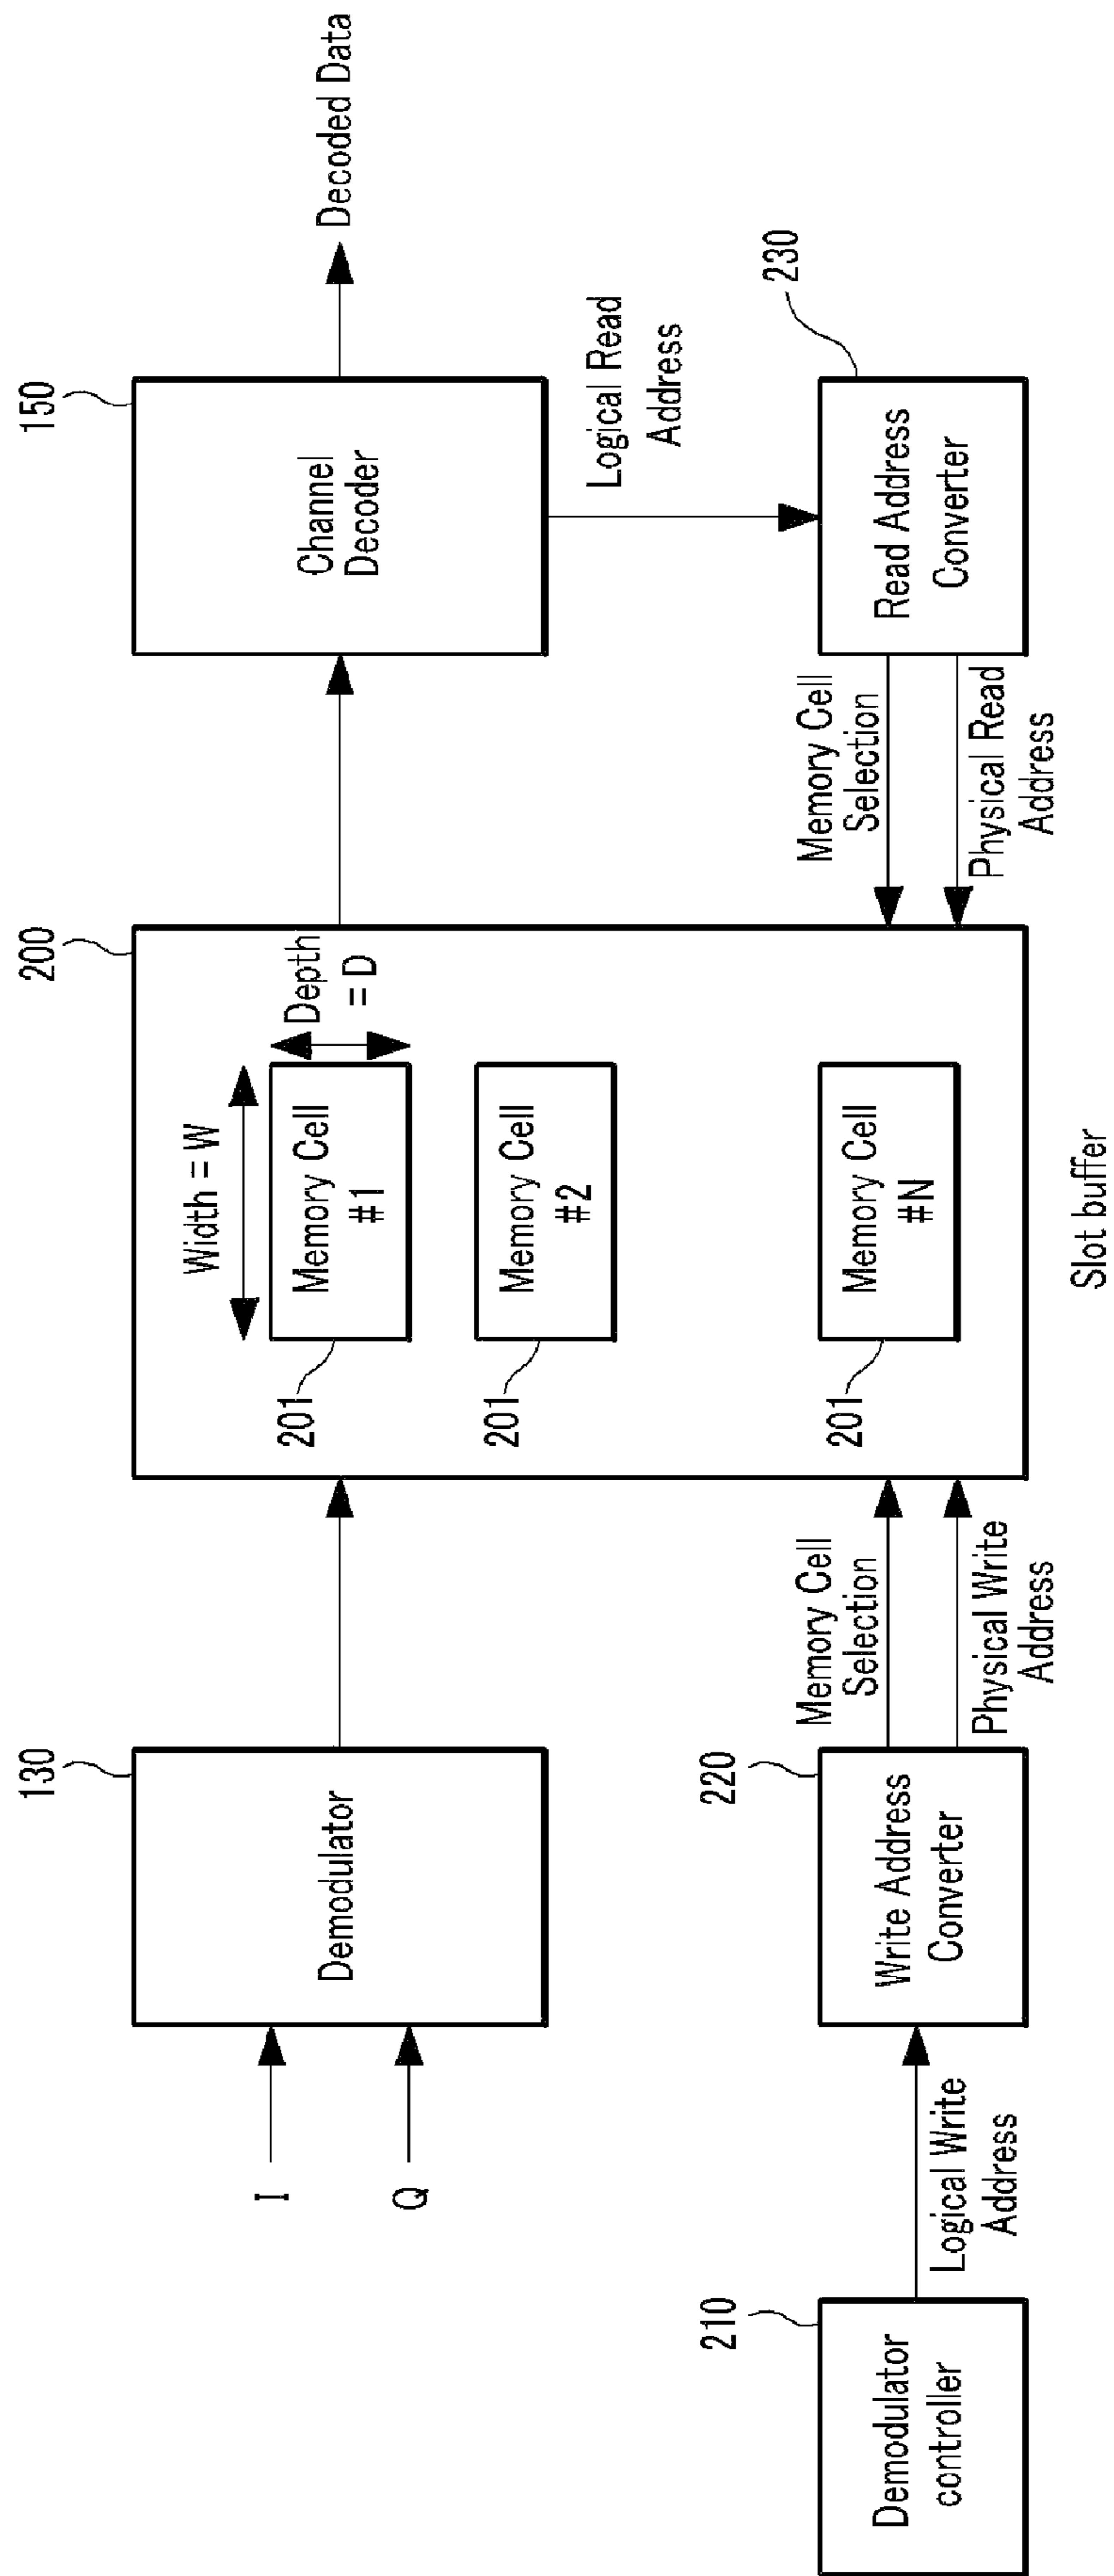 130
Demodulator
I
Q
200
Width = W
Depth
= D
Memory Cell
#1
201
Memory Cell
#2
201
Memory Cell
#N
201
Slot buffer
150
Channel
Decoder
Decoded Data
Logical Read
Address
230
Read Address
Converter
Memory Cell
Selection
Physical Read
Address
210
Demodulator
controller
Logical Write
Address
220
Write Address
Converter
Memory Cell
Selection
Physical Write
Address